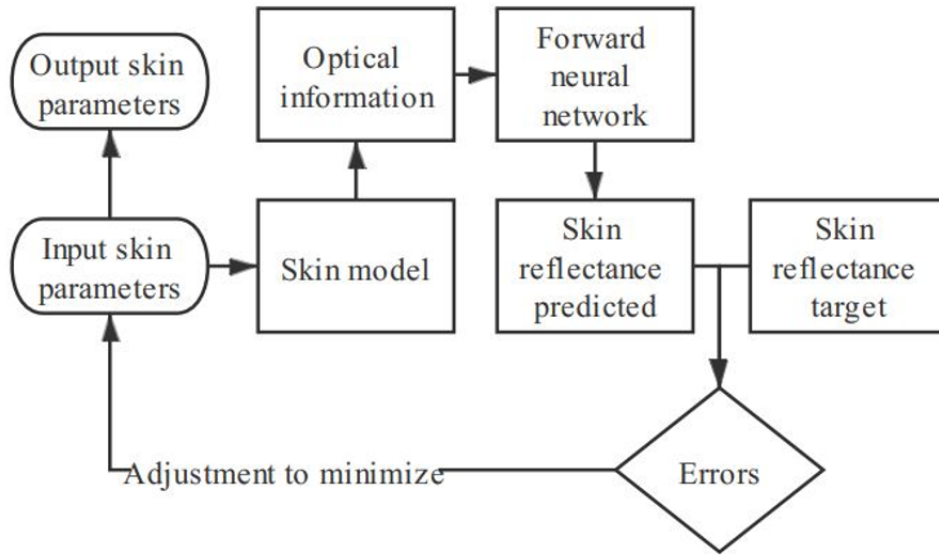 Output skin
parameters
Optical
information
Forward
neural
network
Input skin
parameters
Skin model
Skin
reflectance
predicted
Skin
reflectance
target
Adjustment to minimize
Errors